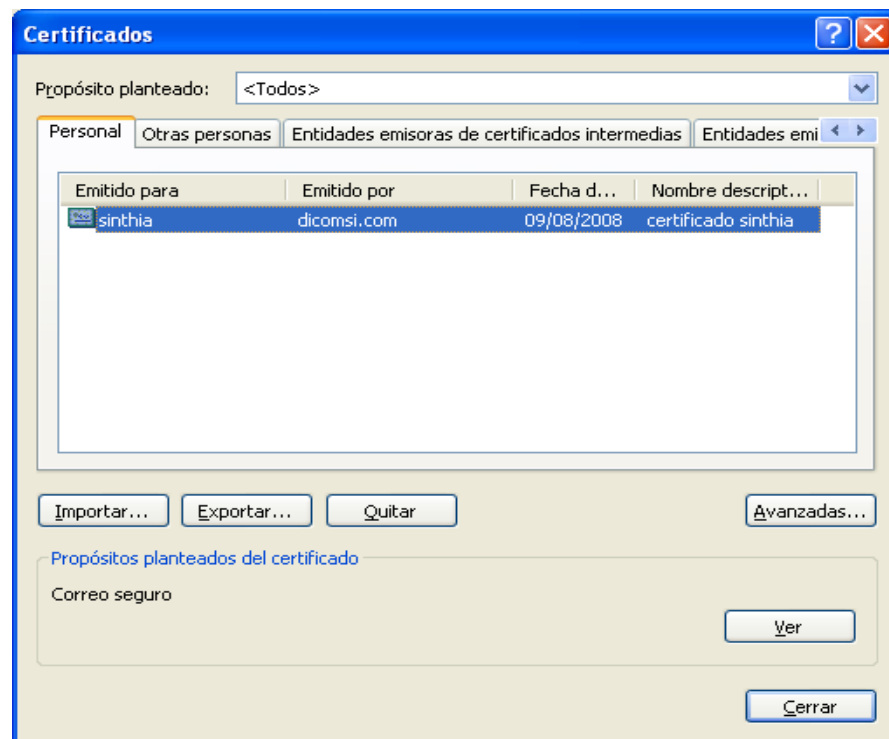 Certificados
Propósito planteado: <Todos>
Personal Otras personas Entidades emisoras de certificados intermedias Entidades emi
Emitido para Emitido por Fecha d... Nombre descript...
sinthia dicomsi.com 09/08/2008 certificado sinthia
Importar... Exportar... Quitar Avanzadas...
Propósitos planteados del certificado
Correo seguro
Ver
Cerrar